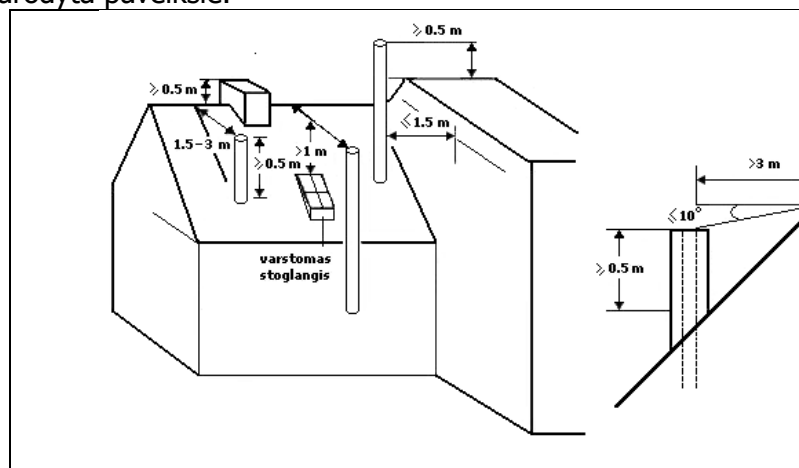 ≥ 0.5 m
≥ 0.5 m
≤ 1.5 m
1.5-3 m
≥ 0.5 m
>1 m
>3 m
≤ 10°
≥ 0.5 m
varstomas
stoglangis